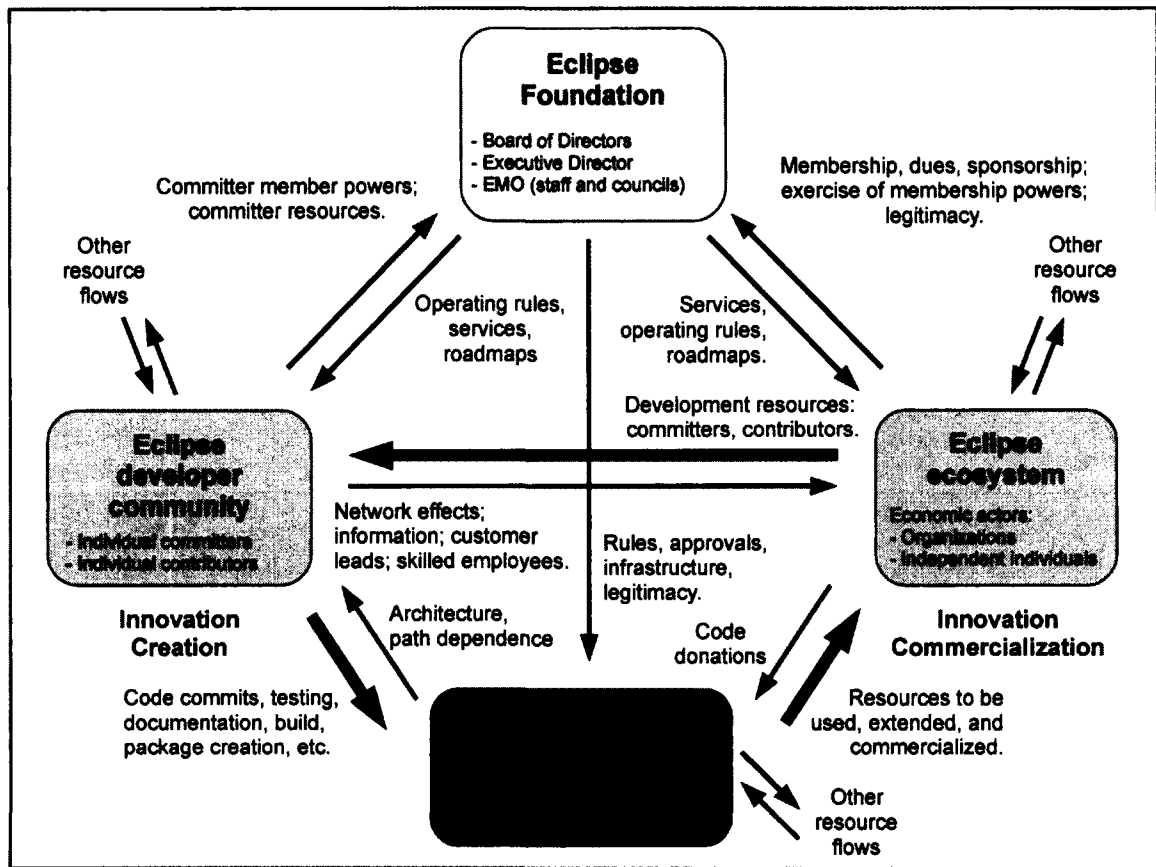 Eclipse
Foundation
- Board of Directors
- Executive Director
- EMO (staff and councils)
Committer member powers;
committer resources.
Membership, dues, sponsorship;
exercise of membership powers;
legitimacy.
Other
resource
flows
Other
resource
flows
Operating rules,
services,
roadmaps
Services,
operating rules,
roadmaps.
Development resources:
committers, contributors.
Eclipse
developer
community
- Individual committers
- Individual contributors
Eclipse
ecosystem
Economic actors:
- Organizations
- Independent individuals
Network effects;
information; customer
leads; skilled employees.
Rules, approvals,
infrastructure,
legitimacy.
Innovation
Creation
Architecture,
path dependence
Code
donations
Innovation
Commercialization
Code commits, testing,
documentation, build,
package creation, etc.
Resources to be
used, extended, and
commercialized.
Other
resource
flows